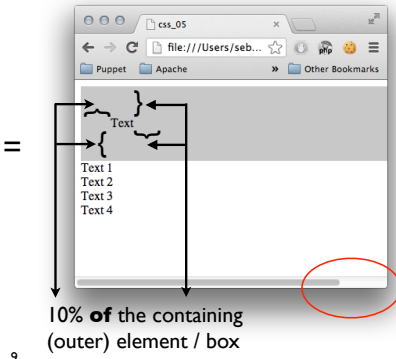 css_05
file:///Users/seb...
php
Puppet
Apache
»
Other Bookmarks
=
Text
Text 1
Text 2
Text 3
Text 4
10% of the containing
(outer) element / box